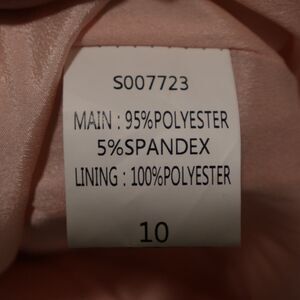 S007723
MAIN : 95%POLYESTER
5%SPANDEX
LINING : 100%POLYESTER
10